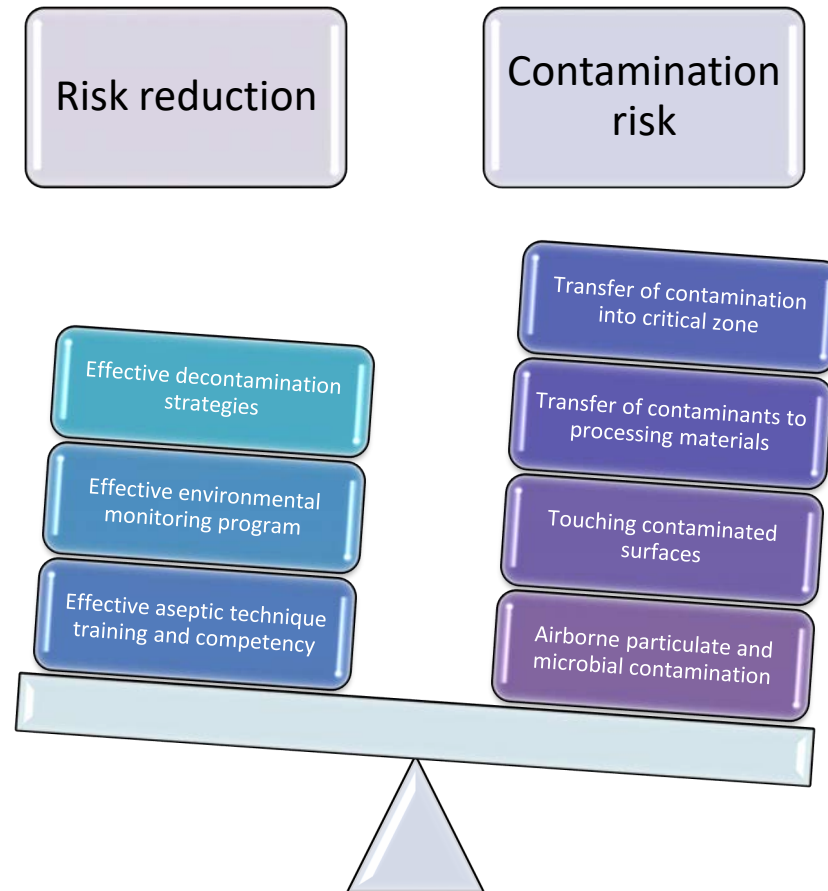 Risk reduction
Contamination
risk
Effective decontamination
strategies
Effective environmental
monitoring program
Effective aseptic technique
training and competency
Transfer of contamination
into critical zone
Transfer of contaminants to
processing materials
Touching contaminated
surfaces
Airborne particulate and
microbial contamination